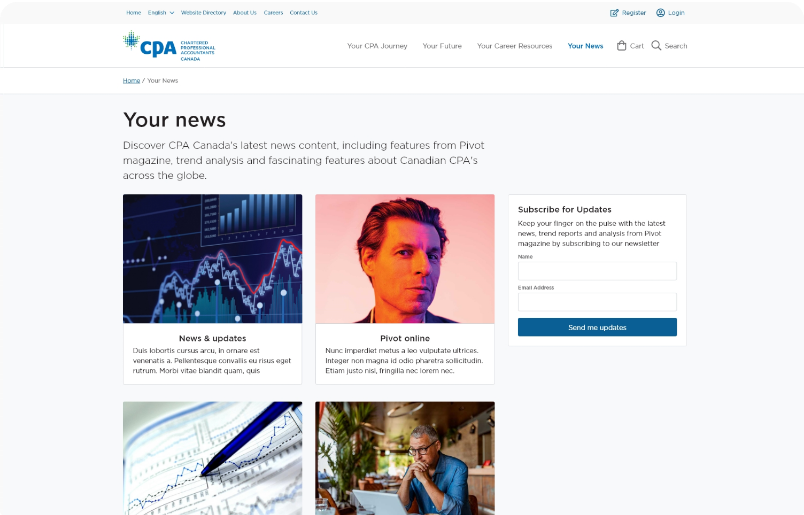 Home English Website Directory About Us Careers Contact Us
Register Login
CPA
CHARTERED
PROFESSIONAL
ACCOUNTANTS
CANADA
Your CPA Journey Your Future Your Career Resources Your News Cart Search
Home / Your News
Your news
Discover CPA Canada's latest news content, including features from Pivot
magazine, trend analysis and fascinating features about Canadian CPA's
across the globe.
News & updates
Duis lobortis cursus arcu, in ornare est
venenatis a. Pellentesque convallis eu risus eget
rutrum. Morbi vitae blandit quam, quis
Pivot online
Nunc imperdiet metus a leo vulputate ultrices.
Integer non magna id odio pharetra sollicitudin.
Etiam justo nisi, fringilla nec lorem nec.
Subscribe for Updates
Keep your finger on the pulse with the latest
news, trend reports and analysis from Pivot
magazine by subscribing to our newsletter
Name
Email Address
Send me updates